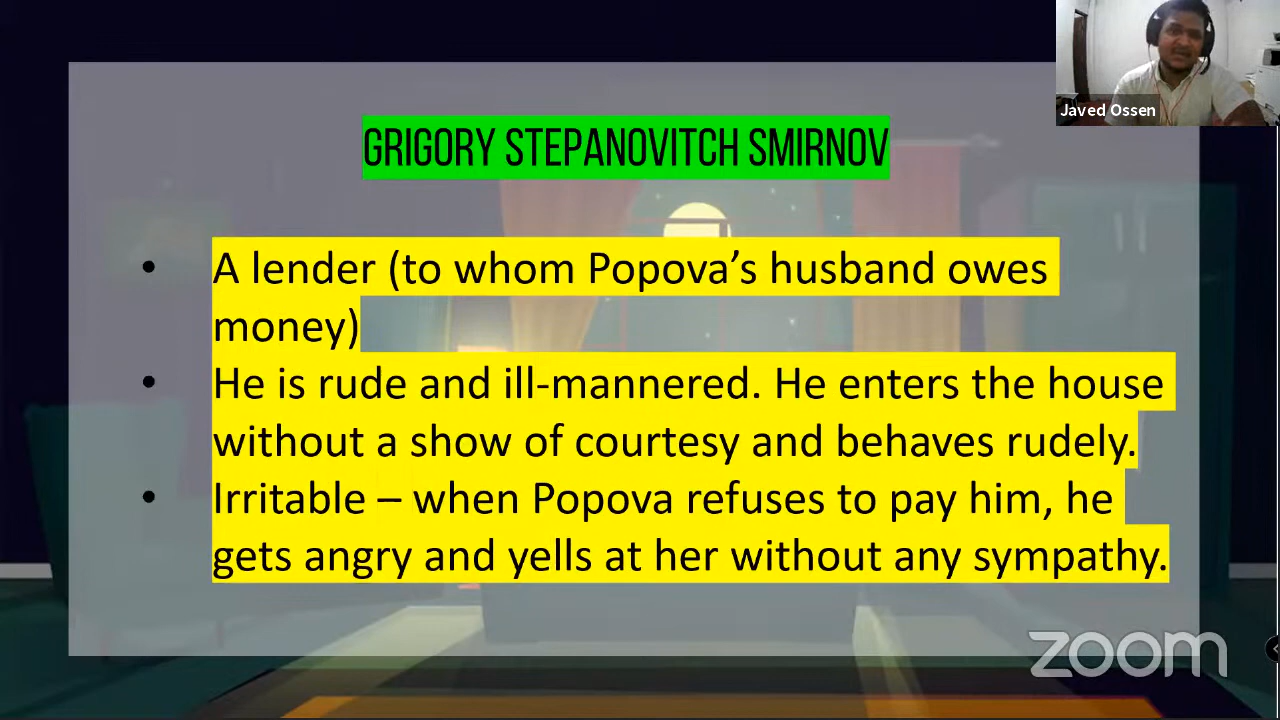 Javed Ossen
GRIGORY STEPANOVITCH SMIRNOV
• A lender (to whom Popova’s husband owes
money)
• He is rude and ill-mannered. He enters the house
without a show of courtesy and behaves rudely.
• Irritable – when Popova refuses to pay him, he
gets angry and yells at her without any sympathy.
zoom